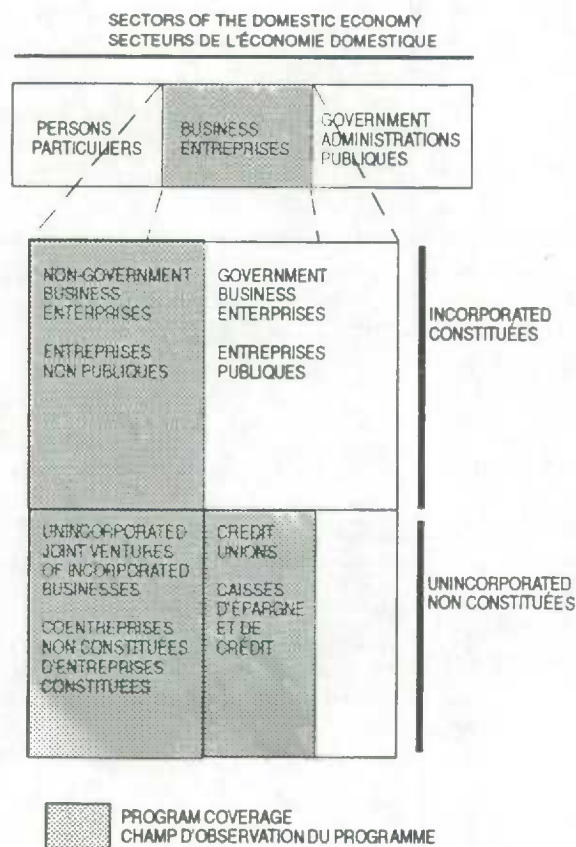 SECTORS OF THE DOMESTIC ECONOMY
SECTEURS DE L'ÉCONOMIE DOMESTIQUE
PERSONS
PARTICULIERS
BUSINESS
ENTREPRISES
GOVERNMENT
ADMINISTRATIONS
PUBLIQUES
NON-GOVERNMENT
BUSINESS
ENTERPRISES
ENTREPRISES
NON PUBLIQUES
GOVERNMENT
BUSINESS
ENTERPRISES
ENTREPRISES
PUBLIQUES
INCORPORATED
CONSTITUÉES
UNINCORPORATED
JOINT VENTURES
OF INCORPORATED
BUSINESSES
COENTREPRISES
NON CONSTITUÉES
D'ENTREPRISES
CONSTITUÉES
CREDIT
UNIONS
CAISSES
D'ÉPARGNE
ET DE
CRÉDIT
UNINCORPORATED
NON CONSTITUÉES
PROGRAM COVERAGE
CHAMP D'OBSERVATION DU PROGRAMME